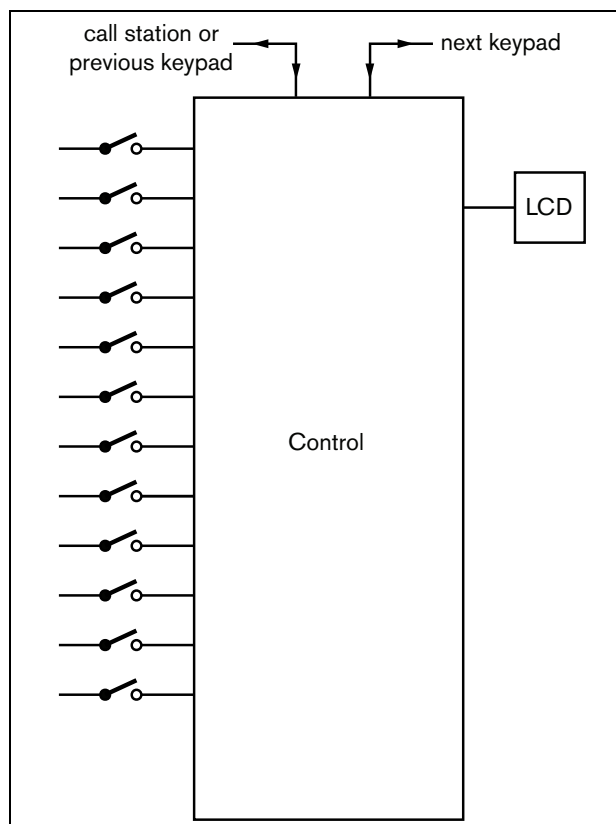 call station or
previous keypad
next keypad
LCD
Control